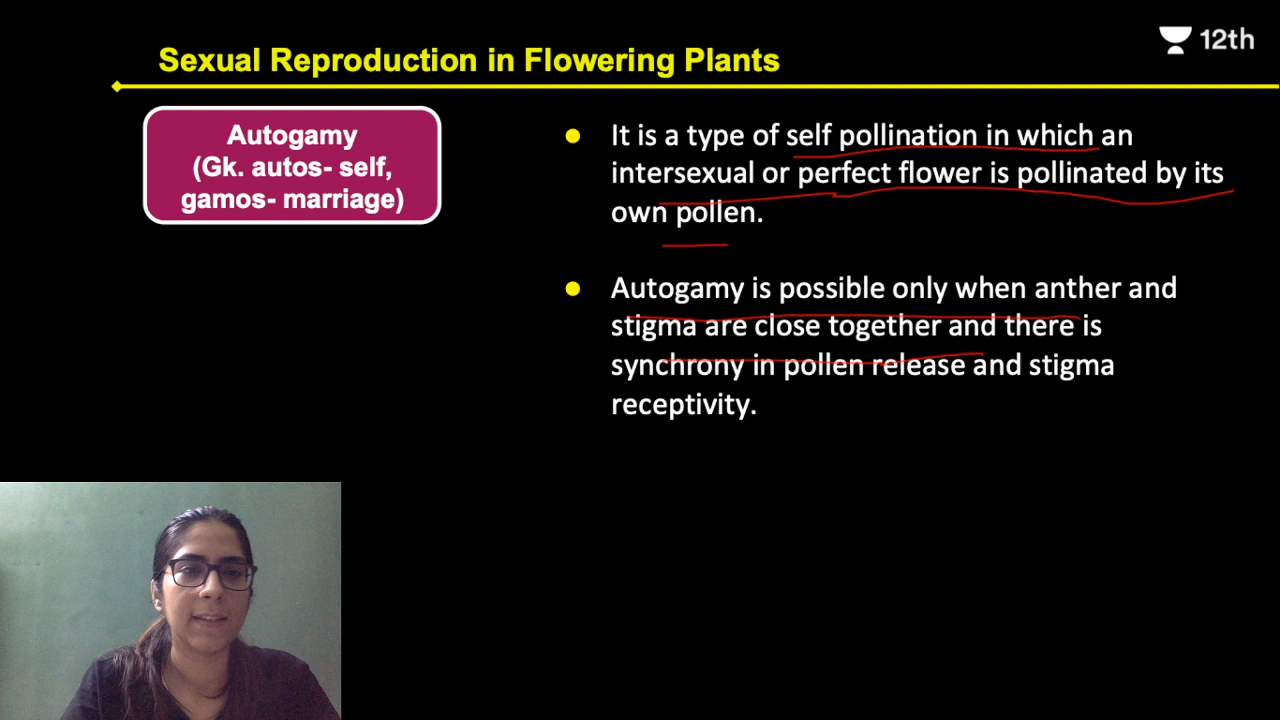 Sexual Reproduction in Flowering Plants
12th
Autogamy
(Gk. autos- self,
gamos- marriage)
It is a type of self pollination in which an
intersexual or perfect flower is pollinated by its
own pollen.
Autogamy is possible only when anther and
stigma are close together and there is
synchrony in pollen release and stigma
receptivity.